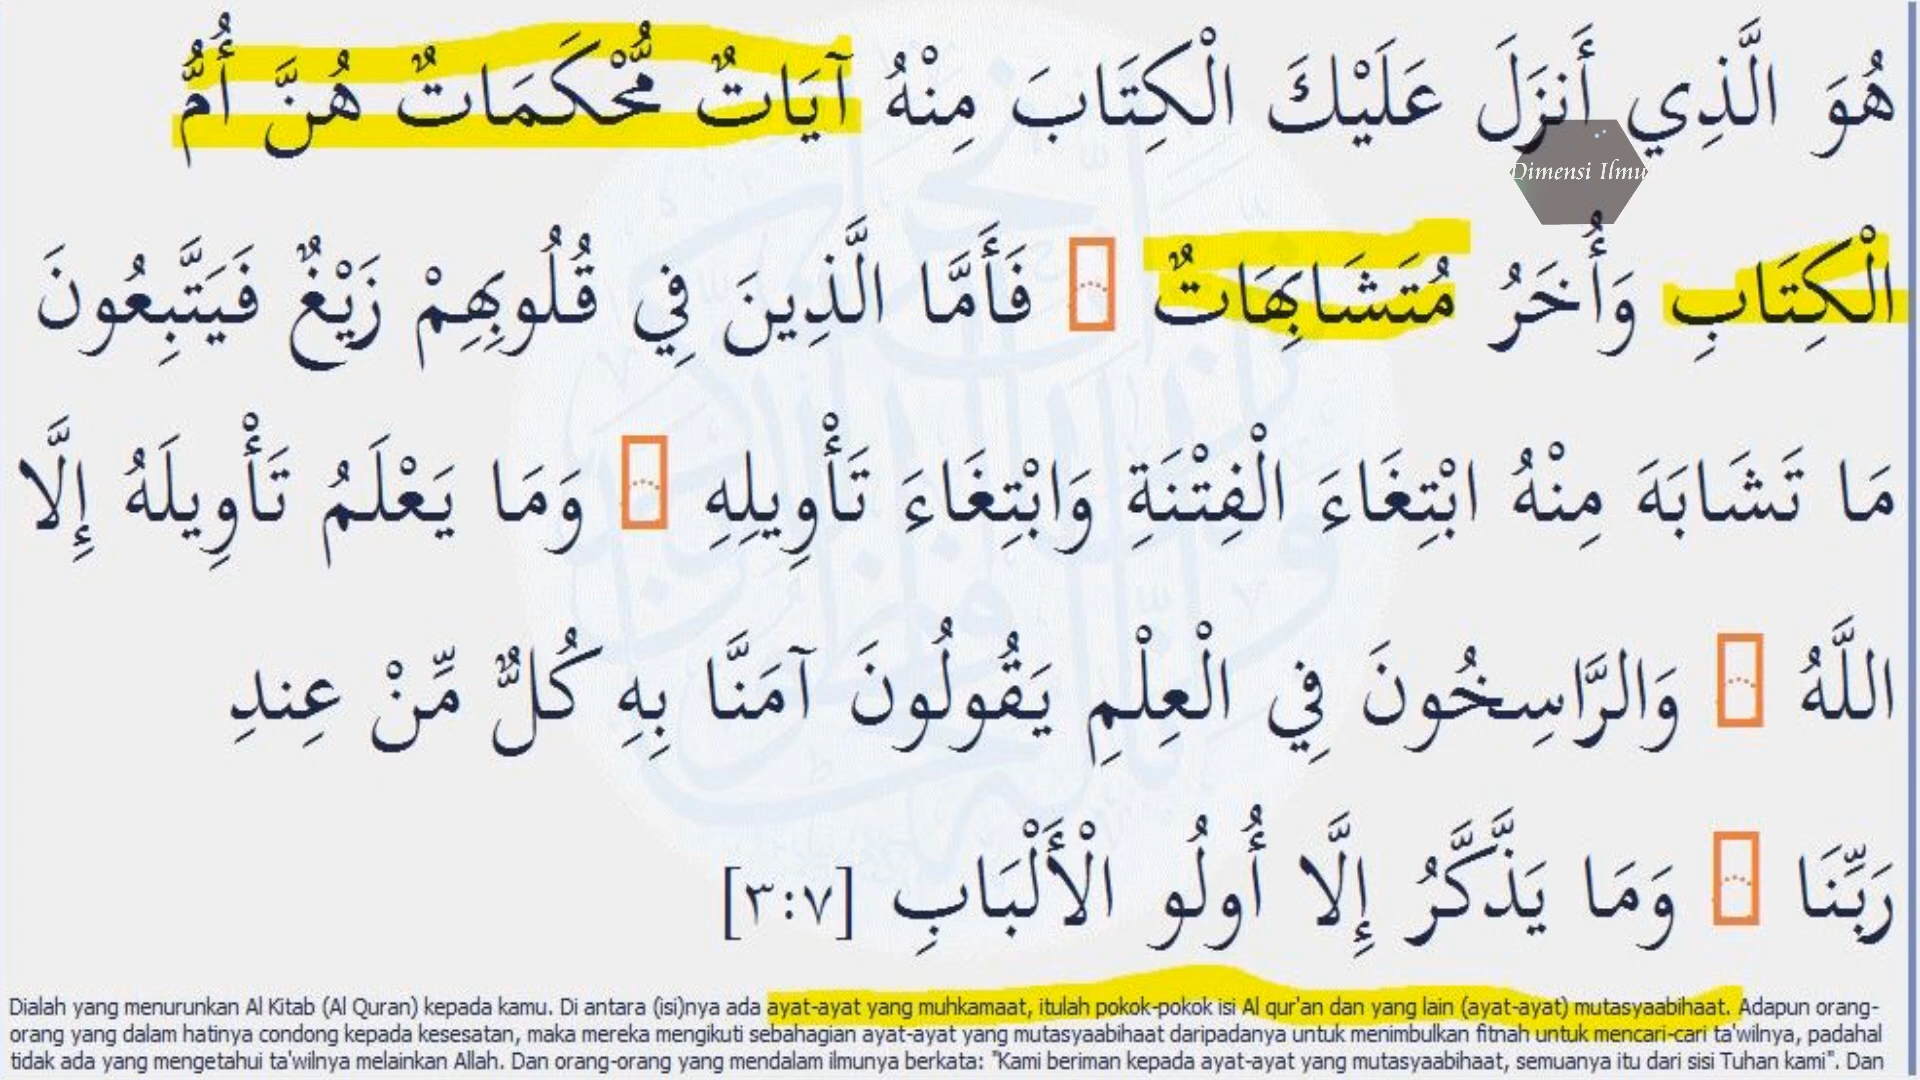 هُوَ الَّذِي أَنزَلَ عَلَيْكَ الْكِتَابَ مِنْهُ آيَاتٌ مُّحْكَمَاتٌ هُنَّ أُمُّ
Dimensi Ilmu
الْكِتَابِ وَأُخَرُ مُتَشَابِهَاتٌ فَأَمَّا الَّذِينَ فِي قُلُوبِهِمْ زَيْغٌ فَيَتَّبِعُونَ
مَا تَشَابَهَ مِنْهُ ابْتِغَاءَ الْفِتْنَةِ وَابْتِغَاءَ تَأْوِيلِهِ وَمَا يَعْلَمُ تَأْوِيلَهُ إِلَّا
اللَّهُ وَالرَّاسِخُونَ فِي الْعِلْمِ يَقُولُونَ آمَنَّا بِهِ كُلٌّ مِّنْ عِندِ
رَبِّنَا وَمَا يَذَّكَّرُ إِلَّا أُولُو الْأَلْبَابِ [٣:٧]
Dialah yang menurunkan Al Kitab (Al Quran) kepada kamu. Di antara (isi)nya ada ayat-ayat yang muhkamaat, itulah pokok-pokok isi Al qur'an dan yang lain (ayat-ayat) mutasyaabihaat. Adapun orang-
orang yang dalam hatinya condong kepada kesesatan, maka mereka mengikuti sebahagian ayat-ayat yang mutasyaabihaat daripadanya untuk menimbulkan fitnah untuk mencari-cari ta'wilnya, padahal
tidak ada yang mengetahui ta'wilnya melainkan Allah. Dan orang-orang yang mendalam ilmunya berkata: "Kami beriman kepada ayat-ayat yang mutasyaabihaat, semuanya itu dari sisi Tuhan kami". Dan